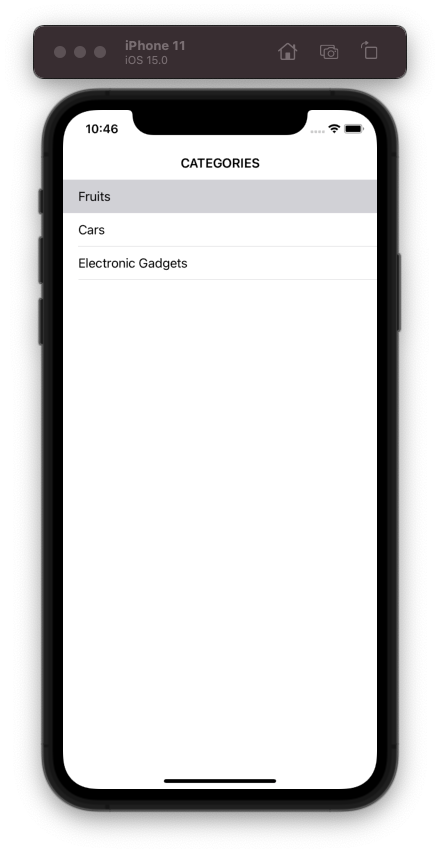 iPhone 11
iOS 15.0
10:46
CATEGORIES
Fruits
Cars
Electronic Gadgets